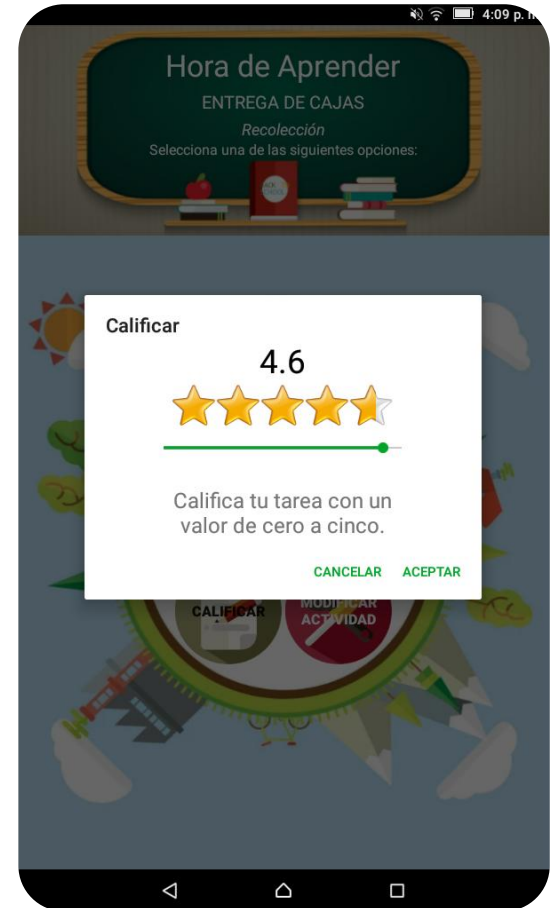 4:09 p.
Hora de Aprender
ENTREGA DE CAJAS
Recolección
Selecciona una de las siguientes opciones:
Calificar
4.6
Califica tu tarea con un
valor de cero a cinco.
CANCELAR ACEPTAR
CALIFICAR
MODIFICAR
ACTIVIDAD